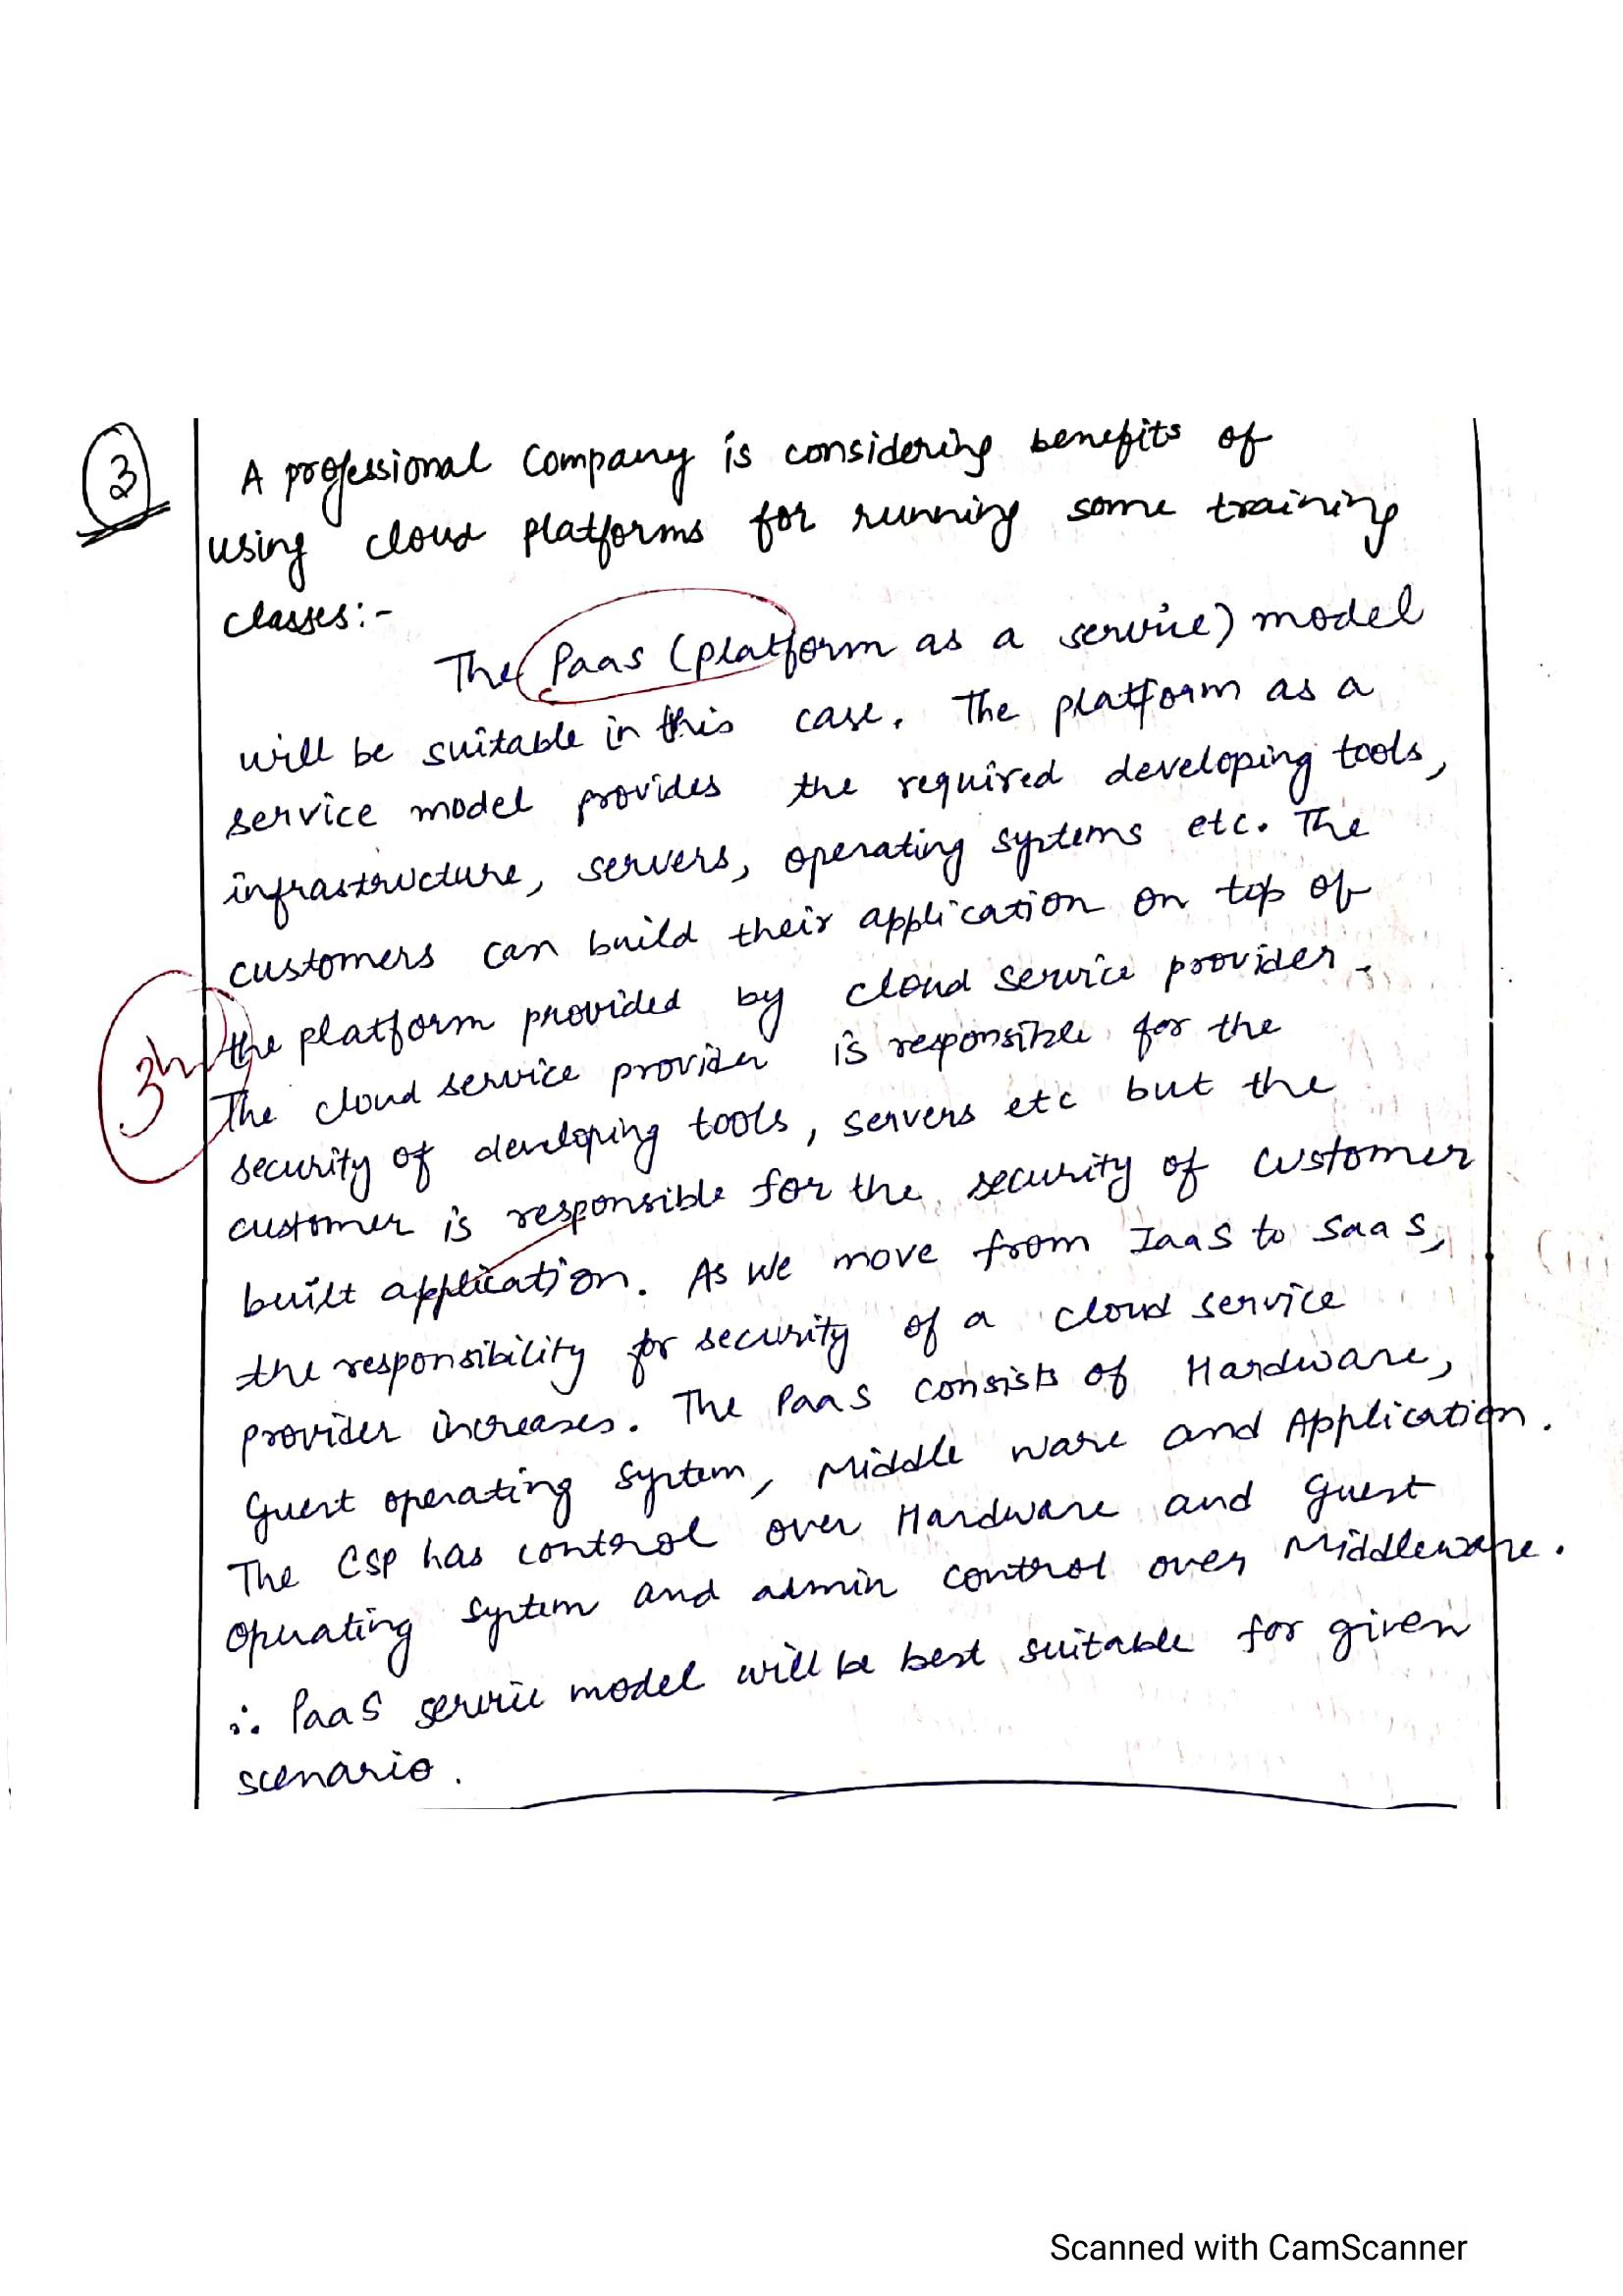 3
A professional Company is considering benefits of
using cloud platforms for running some training
classes:-
The Paas (platform as a service) model
will be suitable in this case. The platform as a
service model provides the required developing tools,
infrastructure, servers, operating systems etc. The
customers can build their application on top of
the platform provided by cloud service provider.
The cloud service provider is responsible for the
security of developing tools, servers etc but the
customer is responsible for the security of customer
built application. As we move from IaaS to SaaS,
the responsibility for security of a cloud service
provider increases. The PaaS consists of Hardware,
Guest operating system, Middle ware and Application.
The CSP has control over Hardware and Guest
operating system and admin control over Middleware.
∴ PaaS service model will be best suitable for given
scenario.
Scanned with CamScanner